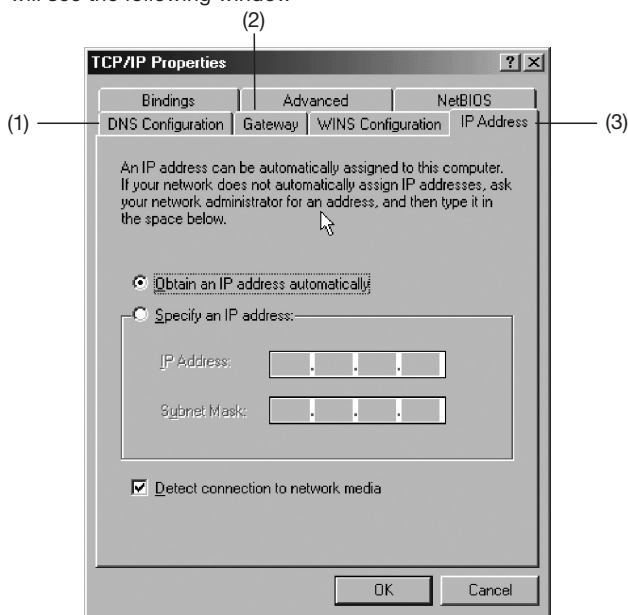 will see the following window
(2)
TCP/IP Properties
Bindings Advanced NetBIOS
(1) DNS Configuration Gateway WINS Configuration IP Address (3)
An IP address can be automatically assigned to this computer.
If your network does not automatically assign IP addresses, ask
your network administrator for an address, and then type it in
the space below.
Obtain an IP address automatically
Specify an IP address:
IP Address:
Subnet Mask:
Detect connection to network media
OK Cancel